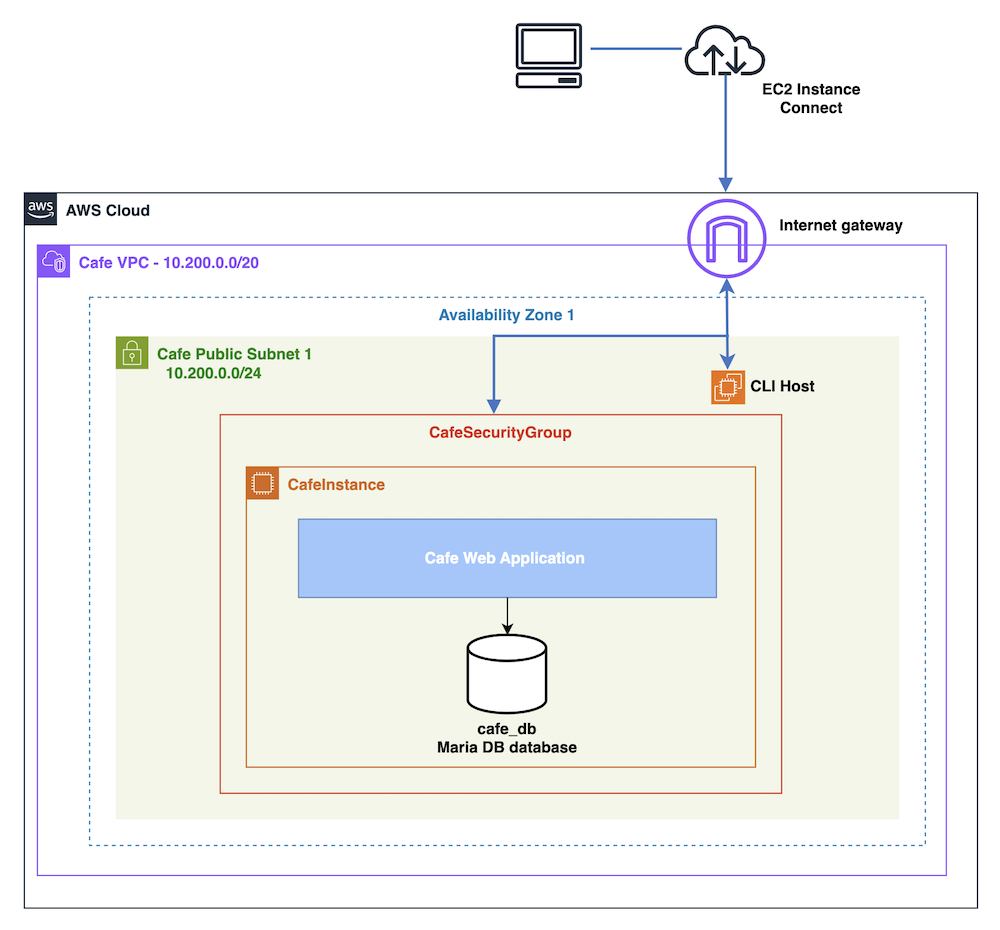 EC2 Instance
Connect
aws
AWS Cloud
Internet gateway
Cafe VPC - 10.200.0.0/20
Availability Zone 1
Cafe Public Subnet 1
10.200.0.0/24
CLI Host
CafeSecurityGroup
CafeInstance
Cafe Web Application
cafe_db
Maria DB database